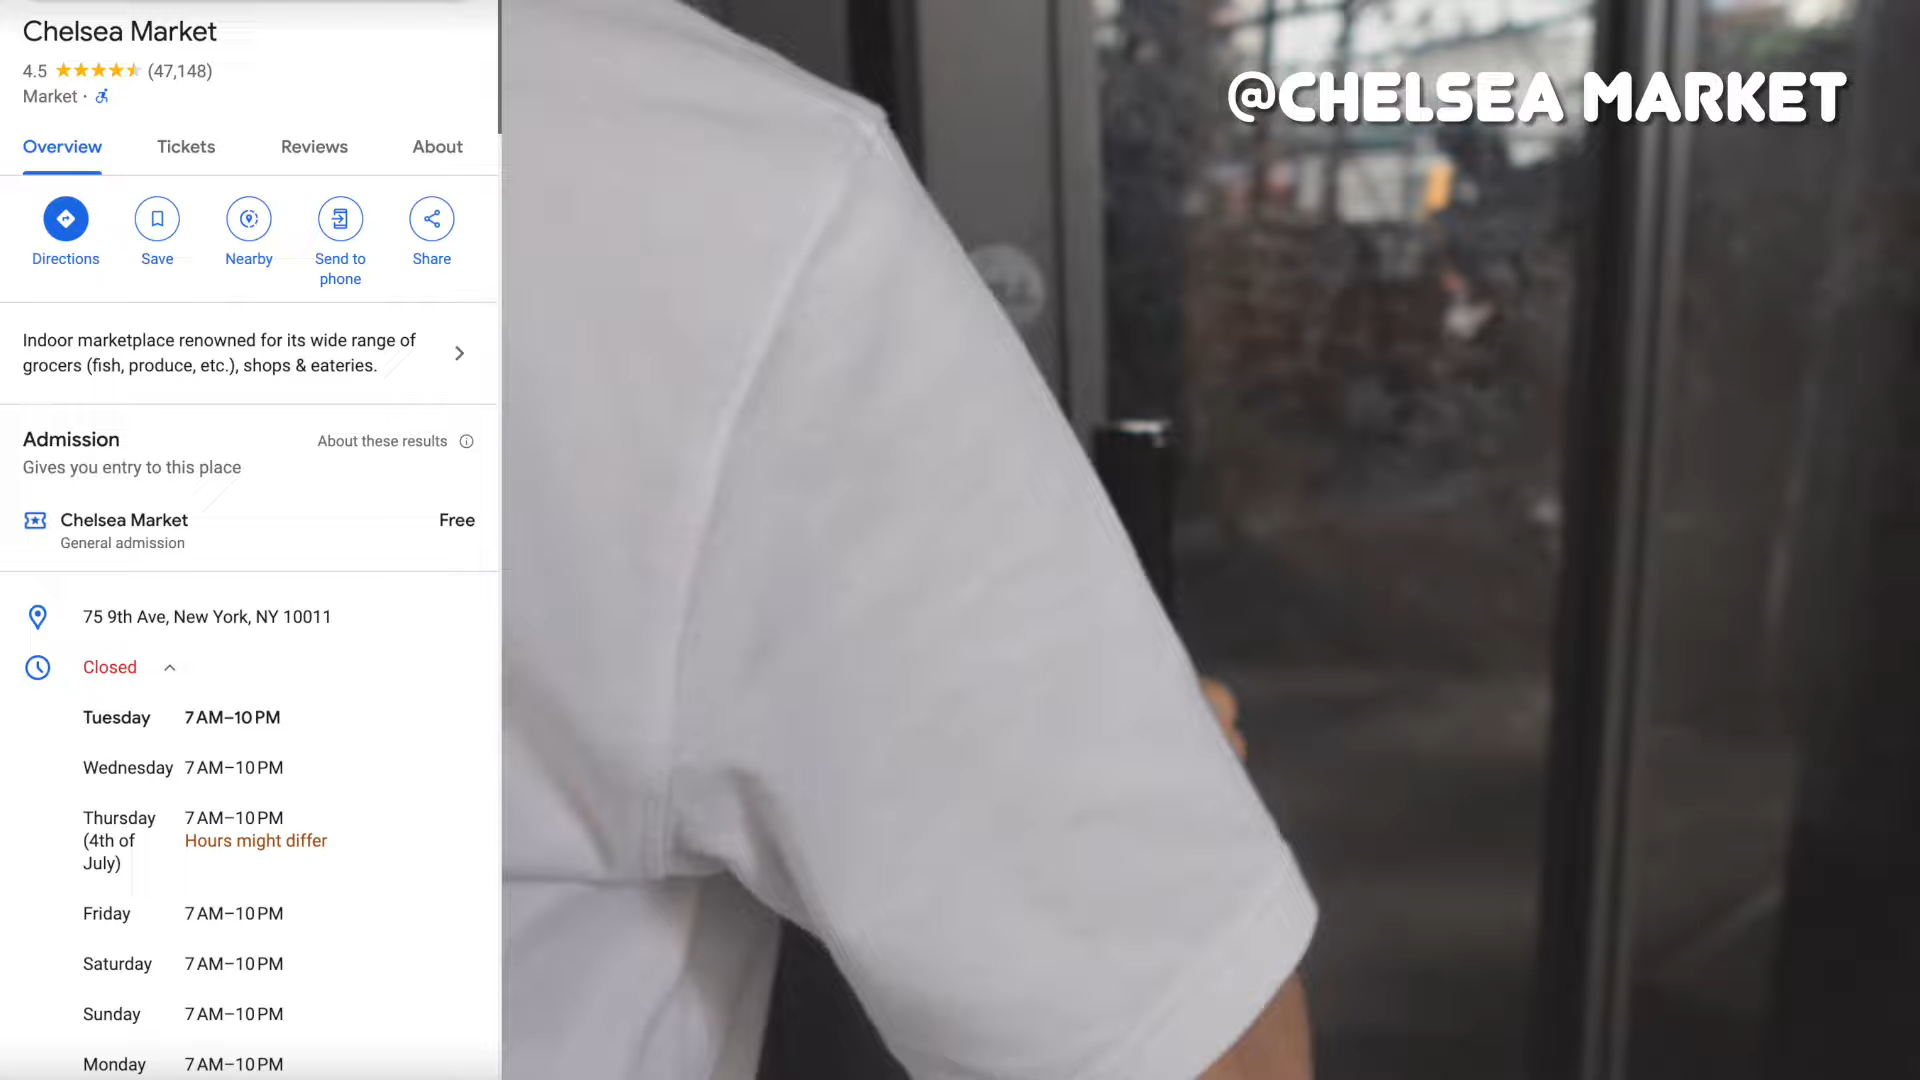 Chelsea Market
4.5 (47,148)
Market ·
Overview Tickets Reviews About
Directions Save Nearby Send to phone Share
Indoor marketplace renowned for its wide range of
grocers (fish, produce, etc.), shops & eateries.
Admission About these results
Gives you entry to this place
Chelsea Market Free
General admission
75 9th Ave, New York, NY 10011
Closed
Tuesday 7 AM–10 PM
Wednesday 7 AM–10 PM
Thursday 7 AM–10 PM
(4th of Hours might differ
July)
Friday 7 AM–10 PM
Saturday 7 AM–10 PM
Sunday 7 AM–10 PM
Monday 7 AM–10 PM
@CHELSEA MARKET